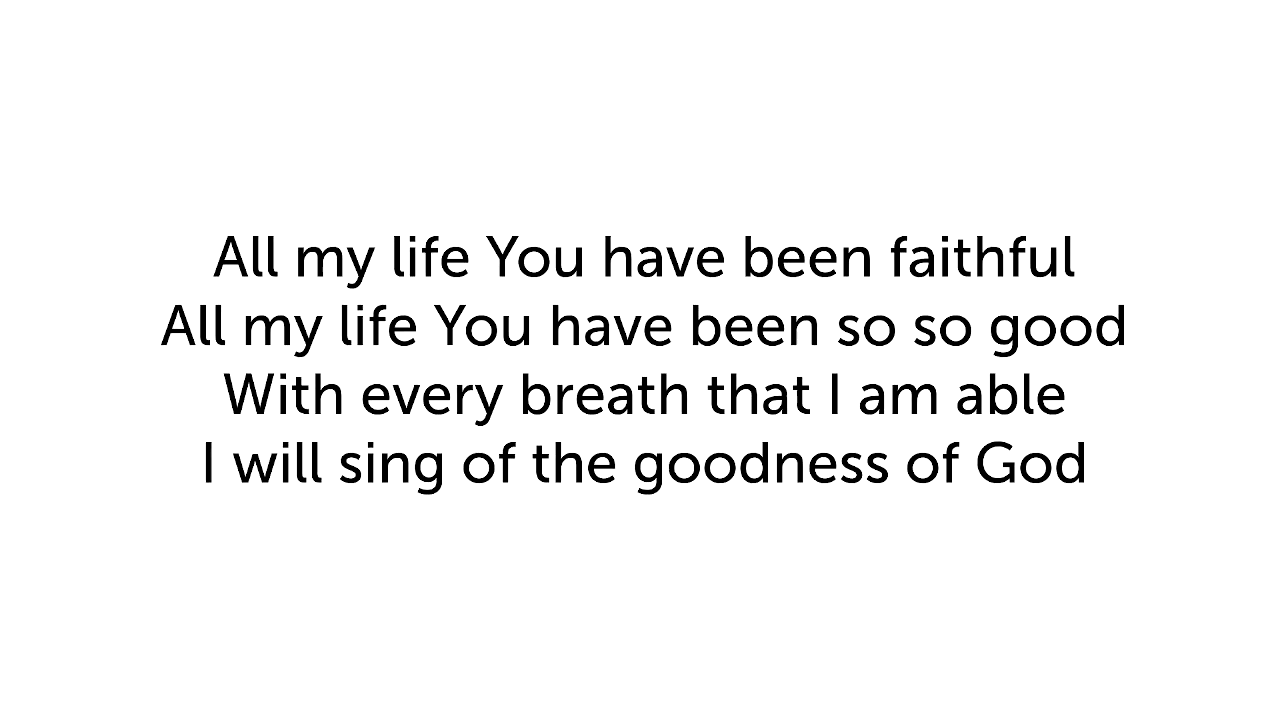 All my life You have been faithful
All my life You have been so so good
With every breath that I am able
I will sing of the goodness of God